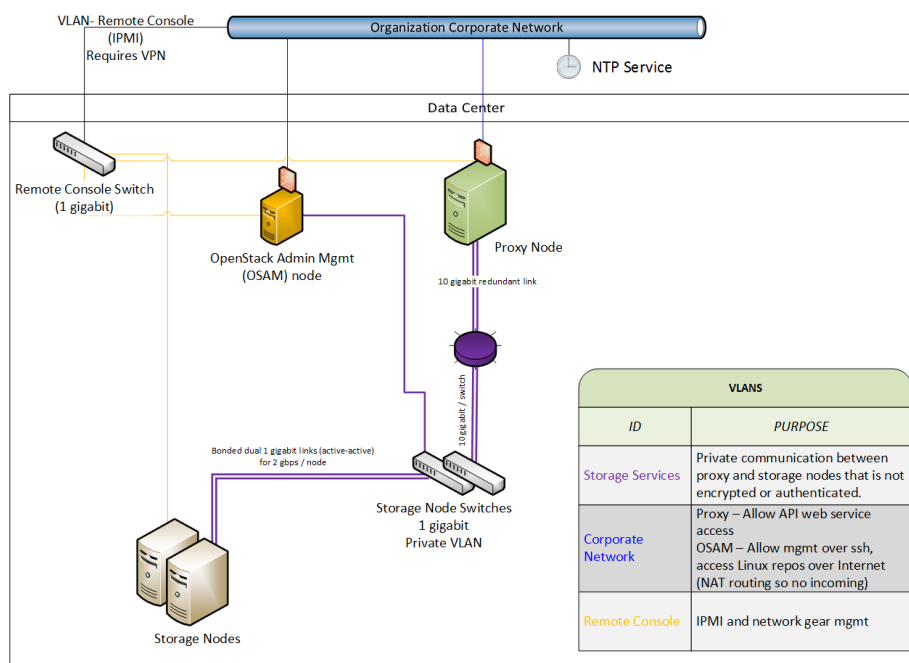 VLAN- Remote Console
(IPMI)
Requires VPN
Organization Corporate Network
NTP Service
Data Center
Remote Console Switch
(1 gigabit)
OpenStack Admin Mgmt
(OSAM) node
Proxy Node
10 gigabit redundant link
10 gigabit / switch
Bonded dual 1 gigabit links (active-active)
for 2 gbps / node
Storage Node Switches
1 gigabit
Private VLAN
Storage Nodes
VLANS
ID PURPOSE
Storage Services
Private communication between
proxy and storage nodes that is not
encrypted or authenticated.
Corporate
Network
Proxy – Allow API web service
access
OSAM – Allow mgmt over ssh,
access Linux repos over Internet
(NAT routing so no incoming)
Remote Console
IPMI and network gear mgmt